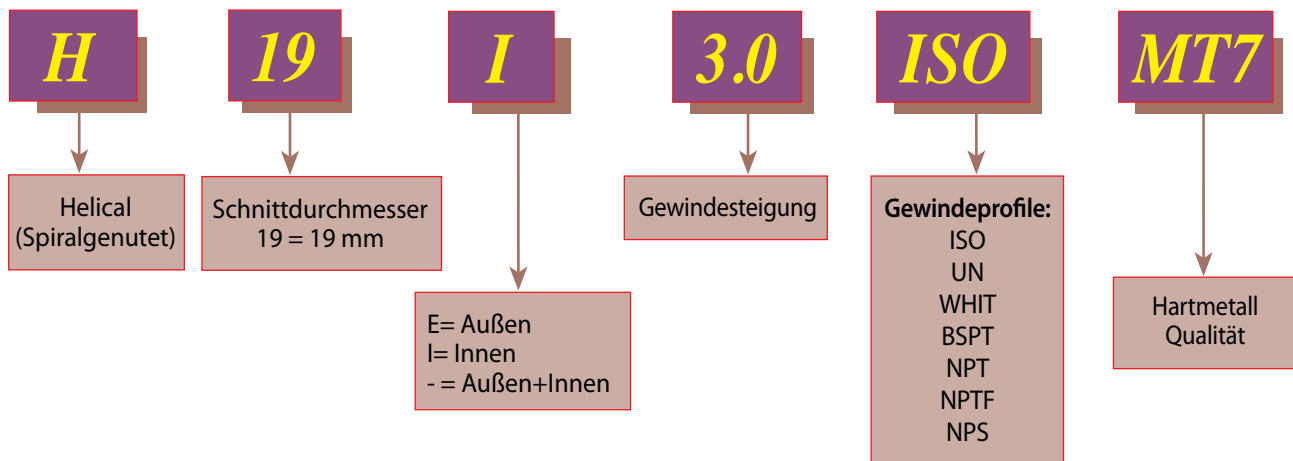 H 19 I 3.0 ISO MT7
Helical
(Spiralgenutet)
Schnittdurchmesser
19 = 19 mm
E= Außen
I= Innen
- = Außen+Innen
Gewindesteigung
Gewindeprofile:
ISO
UN
WHIT
BSPT
NPT
NPTF
NPS
Hartmetall
Qualität